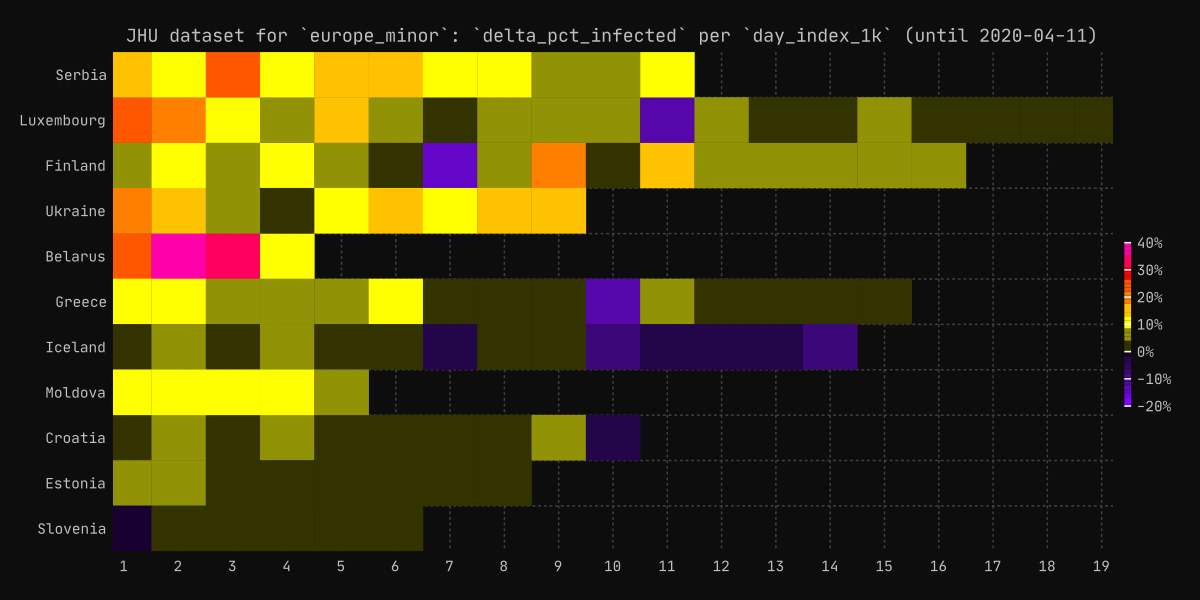 JHU dataset for `europe_minor`: `delta_pct_infected` per `day_index_1k` (until 2020-04-11)
Serbia
Luxembourg
Finland
Ukraine
Belarus
Greece
Iceland
Moldova
Croatia
Estonia
Slovenia
40%
30%
20%
10%
0%
-10%
-20%
1 2 3 4 5 6 7 8 9 10 11 12 13 14 15 16 17 18 19